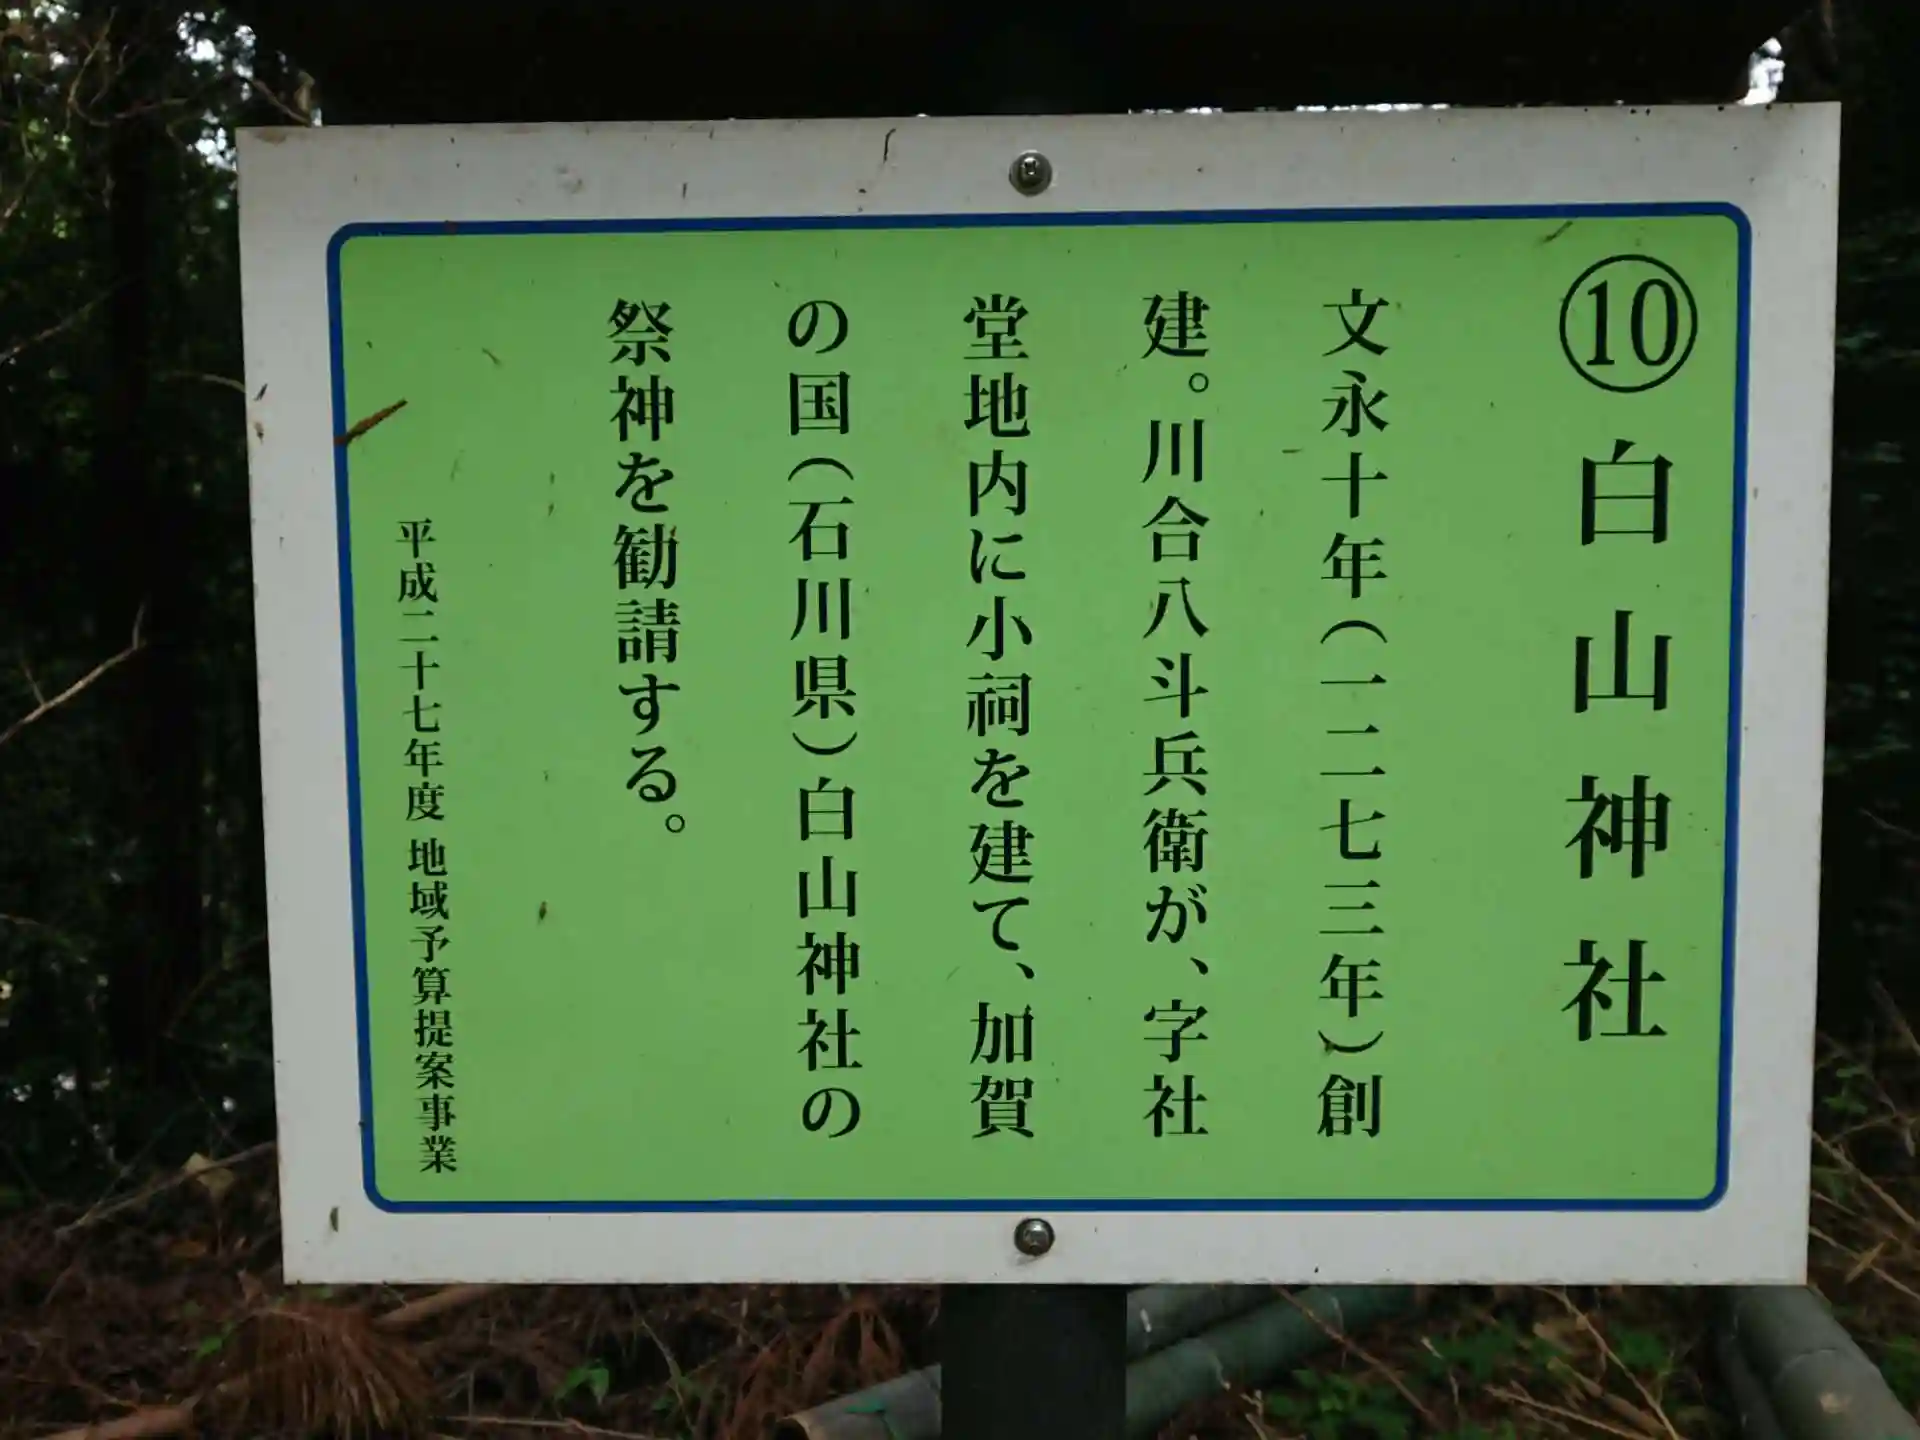 ⑩白山神社
文永十年(一二七三年)創
建。川合八斗兵衛が、字社
堂地内に小祠を建て、加賀
の国(石川県)白山神社の
祭神を勧請する。
平成二十七年度 地域予算提案事業